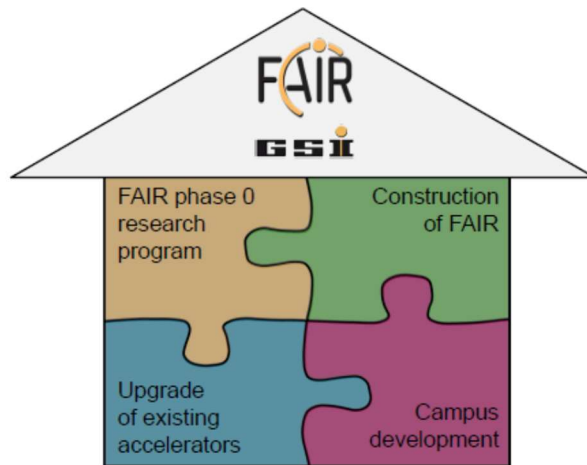 FAIR
GSI
FAIR phase 0
research
program
Construction
of FAIR
Upgrade
of existing
accelerators
Campus
development